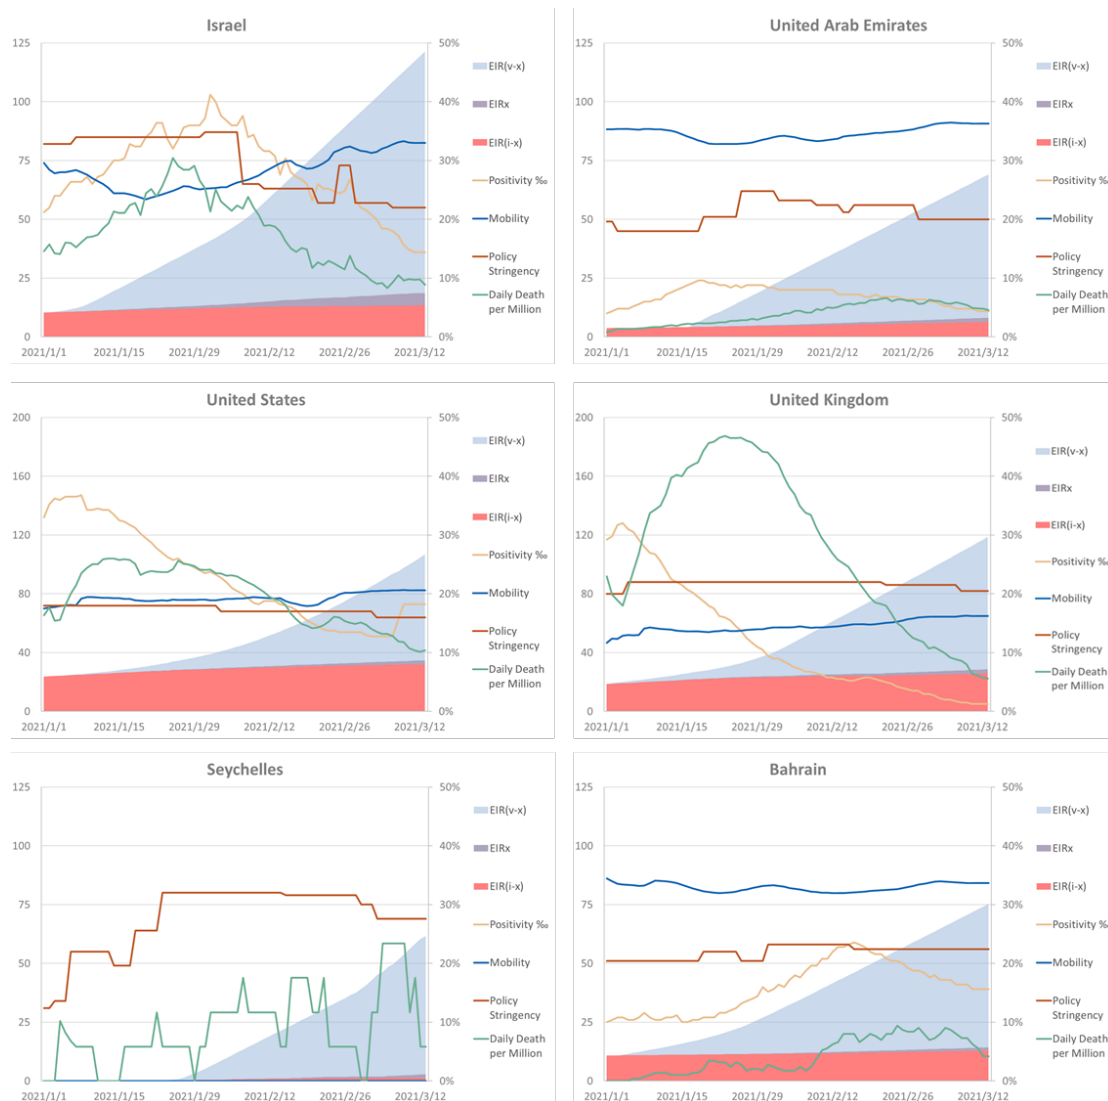 Israel
125
100
75
50
25
0
50%
40%
30%
20%
10%
0%
2021/1/1
2021/1/15
2021/1/29
2021/2/12
2021/2/26
2021/3/12
EIR(v-x)
EIRx
EIR(i-x)
Positivity ‰
Mobility
Policy
Stringency
Daily Death
per Million
United Arab Emirates
125
100
75
50
25
0
50%
40%
30%
20%
10%
0%
2021/1/1
2021/1/15
2021/1/29
2021/2/12
2021/2/26
2021/3/12
EIR(v-x)
EIRx
EIR(i-x)
Positivity ‰
Mobility
Policy
Stringency
Daily Death
per Million
United States
200
160
120
80
40
0
50%
40%
30%
20%
10%
0%
2021/1/1
2021/1/15
2021/1/29
2021/2/12
2021/2/26
2021/3/12
EIR(v-x)
EIRx
EIR(i-x)
Positivity ‰
Mobility
Policy
Stringency
Daily Death
per Million
United Kingdom
200
160
120
80
40
0
50%
40%
30%
20%
10%
0%
2021/1/1
2021/1/15
2021/1/29
2021/2/12
2021/2/26
2021/3/12
EIR(v-x)
EIRx
EIR(i-x)
Positivity ‰
Mobility
Policy
Stringency
Daily Death
per Million
Seychelles
125
100
75
50
25
0
50%
40%
30%
20%
10%
0%
2021/1/1
2021/1/15
2021/1/29
2021/2/12
2021/2/26
2021/3/12
EIR(v-x)
EIRx
EIR(i-x)
Positivity ‰
Mobility
Policy
Stringency
Daily Death
per Million
Bahrain
125
100
75
50
25
0
50%
40%
30%
20%
10%
0%
2021/1/1
2021/1/15
2021/1/29
2021/2/12
2021/2/26
2021/3/12
EIR(v-x)
EIRx
EIR(i-x)
Positivity ‰
Mobility
Policy
Stringency
Daily Death
per Million